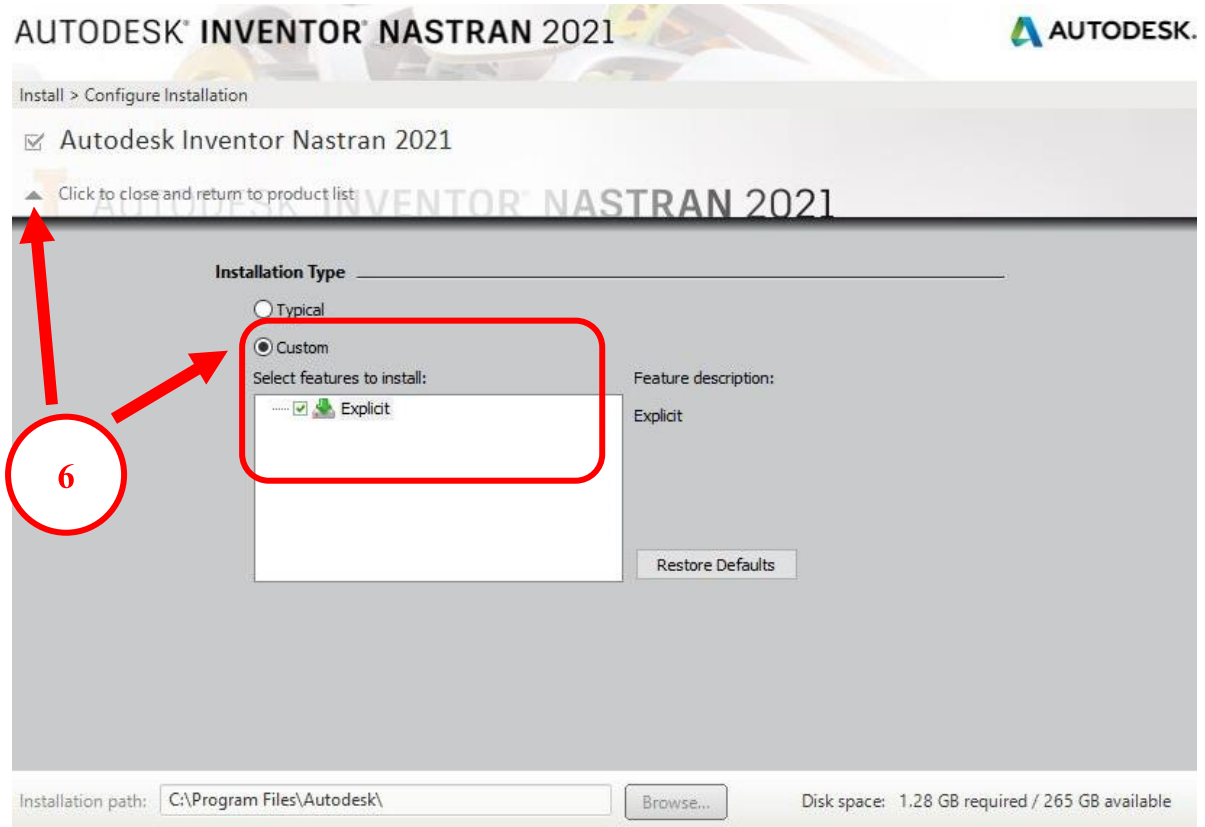 AUTODESK® INVENTOR® NASTRAN 2021
AUTODESK.
Install > Configure Installation
Autodesk Inventor Nastran 2021
Click to close and return to product list
AUTODESK INVENTOR® NASTRAN 2021
Installation Type
Typical
Custom
Select features to install:
Feature description:
Explicit
Explicit
6
Restore Defaults
Installation path: C:\Program Files\Autodesk\ Browse... Disk space: 1.28 GB required / 265 GB available